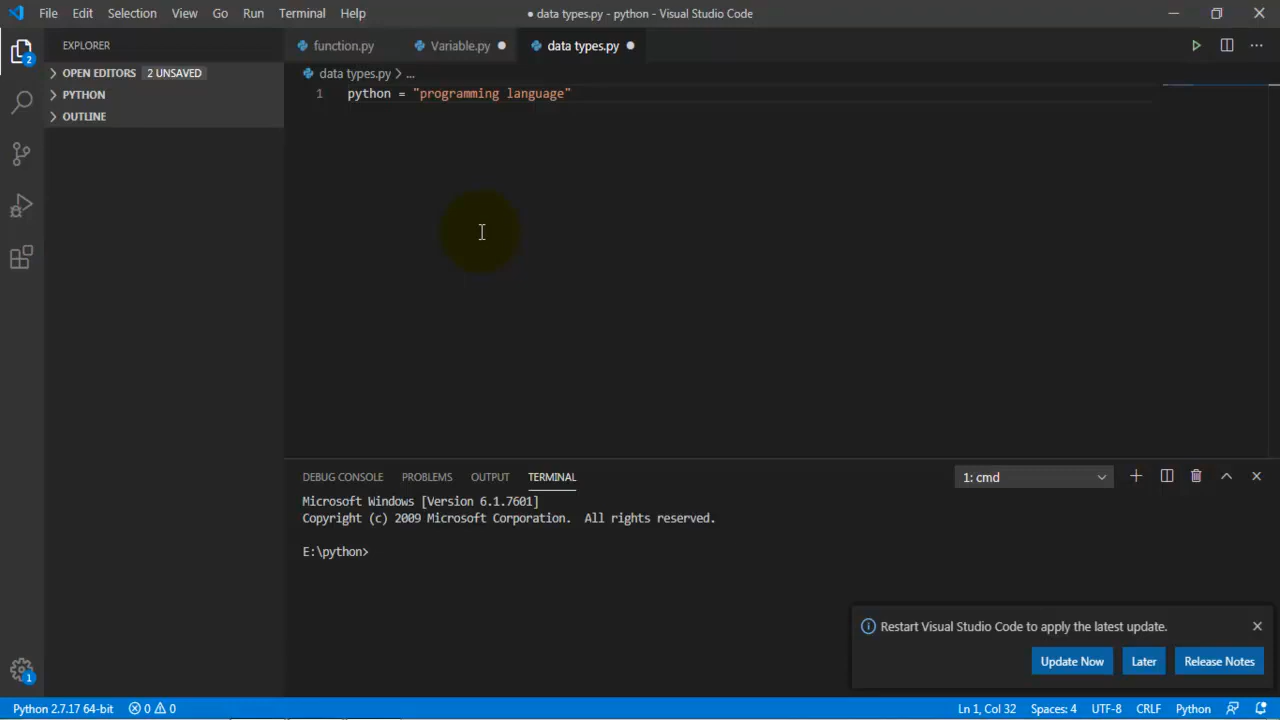 File Edit Selection View Go Run Terminal Help
● data types.py - python - Visual Studio Code
EXPLORER
function.py
Variable.py
data types.py
OPEN EDITORS 2 UNSAVED
PYTHON
OUTLINE
data types.py > ...
1 python = "programming language"
2
DEBUG CONSOLE PROBLEMS OUTPUT TERMINAL
1: cmd
Microsoft Windows [Version 6.1.7601]
Copyright (c) 2009 Microsoft Corporation. All rights reserved.
E:\python>
Restart Visual Studio Code to apply the latest update.
Update Now Later Release Notes
1
Python 2.7.17 64-bit 0 0
Ln 1, Col 32 Spaces: 4 UTF-8 CRLF Python